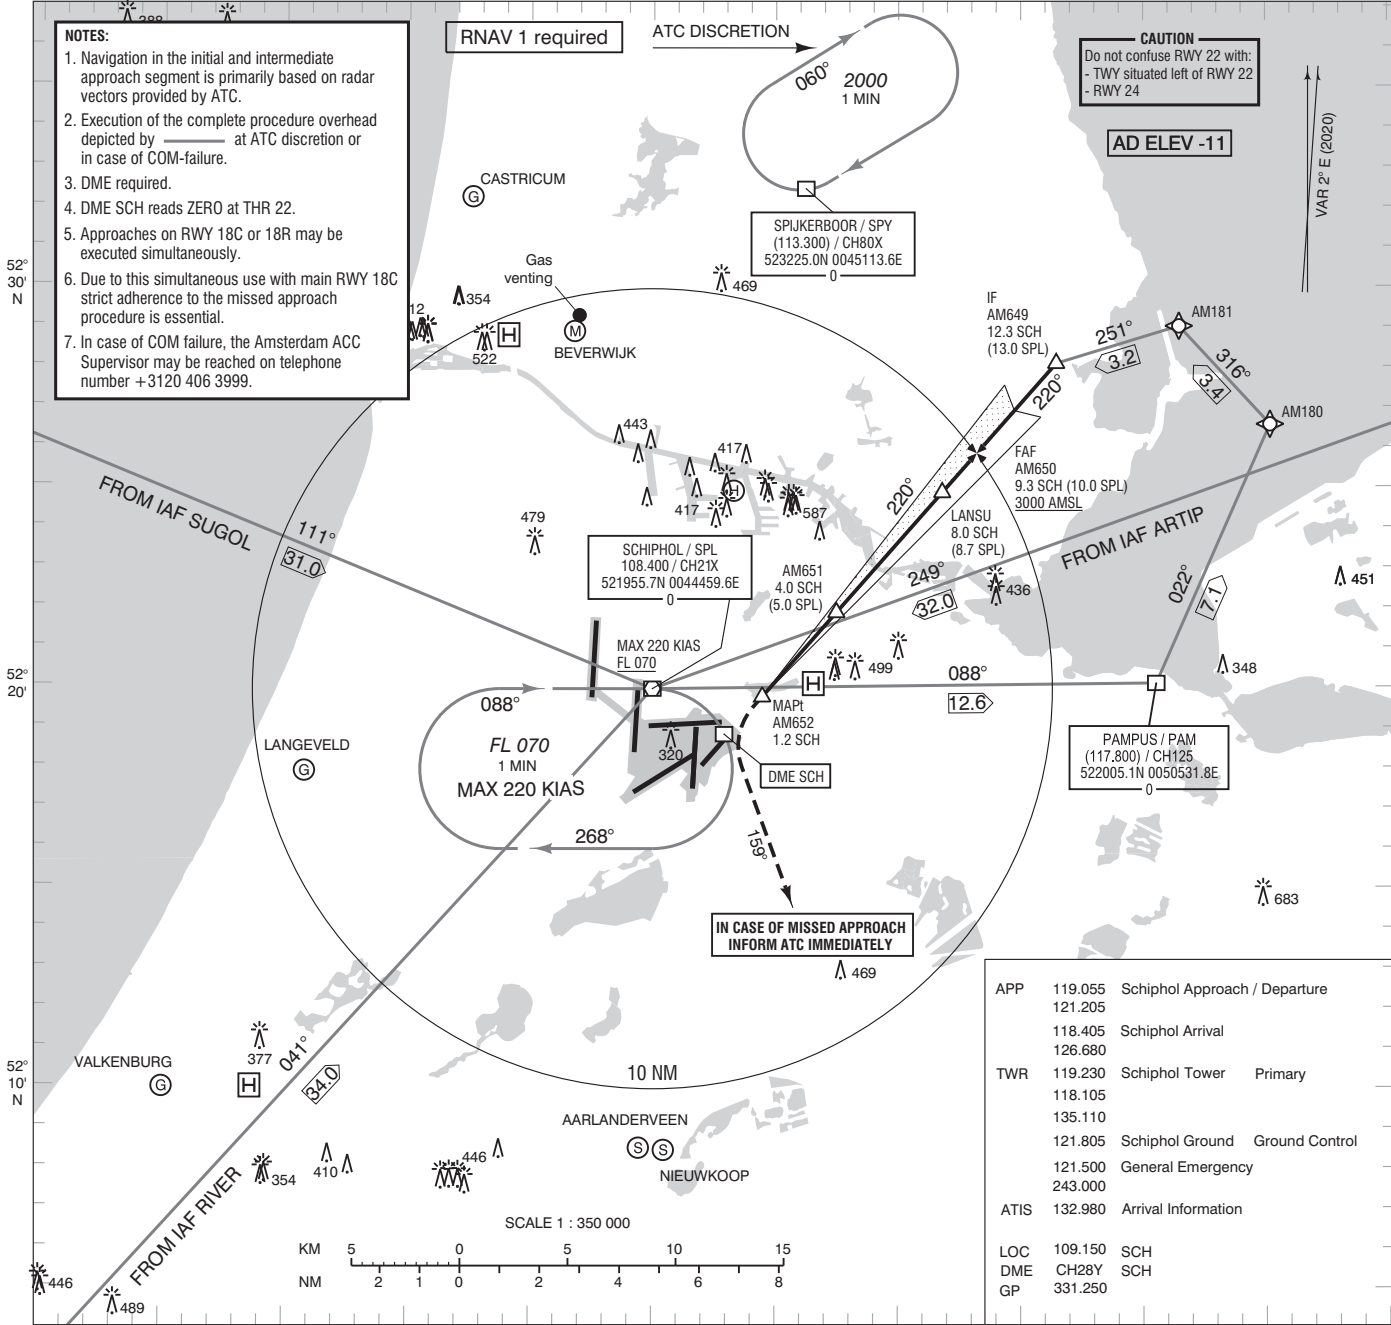 388
NOTES:
1. Navigation in the initial and intermediate
approach segment is primarily based on radar
vectors provided by ATC.
2. Execution of the complete procedure overhead
depicted by at ATC discretion or
in case of COM-failure.
3. DME required.
4. DME SCH reads ZERO at THR 22.
5. Approaches on RWY 18C or 18R may be
executed simultaneously.
6. Due to this simultaneous use with main RWY 18C
strict adherence to the missed approach
procedure is essential.
7. In case of COM failure, the Amsterdam ACC
Supervisor may be reached on telephone
number +3120 406 3999.
RNAV 1 required
ATC DISCRETION
060°
2000
1 MIN
CAUTION
Do not confuse RWY 22 with:
- TWY situated left of RWY 22
- RWY 24
AD ELEV -11
VAR 2° E (2020)
CASTRICUM
G
SPIJKERBOOR / SPY
(113.300) / CH80X
523225.0N 0045113.6E
0
52°
30'
N
Gas
venting
354
12
522
H
M
BEVERWIJK
469
IF
AM649
12.3 SCH
(13.0 SPL)
251°
3.2
AM181
316°
3.4
AM180
220°
443
417
H
417
587
479
220°
FAF
AM650
9.3 SCH (10.0 SPL)
3000 AMSL
LANSU
8.0 SCH
(8.7 SPL)
FROM IAF SUGOL
111°
31.0
FROM IAF ARTIP
249°
32.0
436
451
SCHIPHOL / SPL
108.400 / CH21X
521955.7N 0044459.6E
0
AM651
4.0 SCH
(5.0 SPL)
022°
7.1
MAX 220 KIAS
FL 070
499
348
52°
20'
H
088°
12.6
088°
FL 070
1 MIN
MAX 220 KIAS
268°
MAPt
AM652
1.2 SCH
320
DME SCH
LANGEVELD
G
PAMPUS / PAM
(117.800) / CH125
522005.1N 0050531.8E
0
159°
683
IN CASE OF MISSED APPROACH
INFORM ATC IMMEDIATELY
469
377
VALKENBURG
G
H
041°
34.0
52°
10'
N
10 NM
AARLANDERVEEN
S S
NIEUWKOOP
354
410
446
FROM IAF RIVER
446
489
SCALE 1 : 350 000
KM 5 0 5 10 15
NM 2 1 0 2 4 6 8
APP 119.055 Schiphol Approach / Departure
121.205
118.405 Schiphol Arrival
126.680
TWR 119.230 Schiphol Tower Primary
118.105
135.110
121.805 Schiphol Ground Ground Control
121.500 General Emergency
243.000
ATIS 132.980 Arrival Information
LOC 109.150 SCH
DME CH28Y SCH
GP 331.250